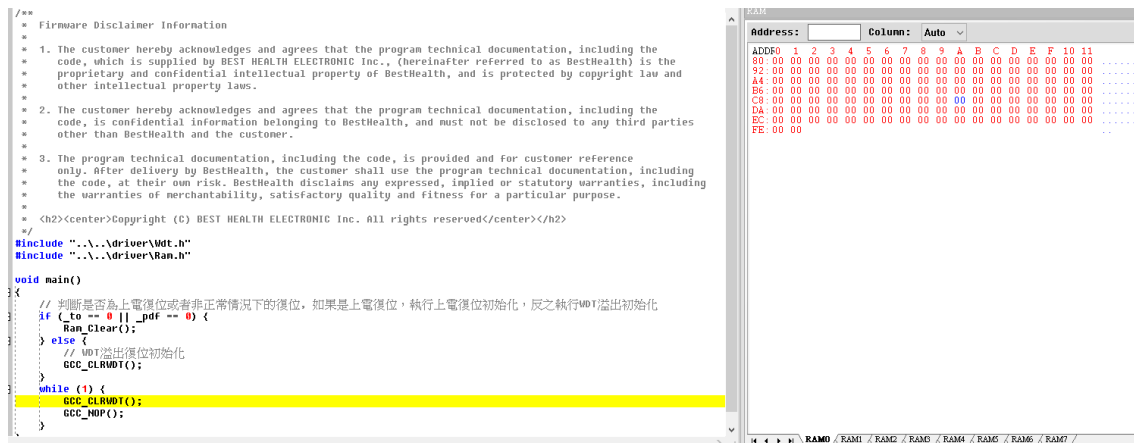 /**
* Firmware Disclaimer Information
*
* 1. The customer hereby acknowledges and agrees that the program technical documentation, including the
* code, which is supplied by BEST HEALTH ELECTRONIC Inc., (hereinafter referred to as BestHealth) is the
* proprietary and confidential intellectual property of BestHealth, and is protected by copyright law and
* other intellectual property laws.
*
* 2. The customer hereby acknowledges and agrees that the program technical documentation, including the
* code, is confidential information belonging to BestHealth, and must not be disclosed to any third parties
* other than BestHealth and the customer.
*
* 3. The program technical documentation, including the code, is provided and for customer reference
* only. After delivery by BestHealth, the customer shall use the program technical documentation, including
* the code, at their own risk. BestHealth disclaims any expressed, implied or statutory warranties, including
* the warranties of merchantability, satisfactory quality and fitness for a particular purpose.
*
* <h2><center>Copyright (C) BEST HEALTH ELECTRONIC Inc. All rights reserved</center></h2>
*/
#include "..\..\driver\Wdt.h"
#include "..\..\driver\Ram.h"
void main()
{
// 判斷是否為上電復位或者非正常情況下的復位，如果是上電復位，執行上電復位初始化，反之執行WDT溢出初始化
if (_to == 0 || _pdf == 0) {
Ram_Clear();
} else {
// WDT溢出復位初始化
GCC_CLRWDT();
}
while (1) {
GCC_CLRWDT();
GCC_NOP();
}
RAM
Address: Column: Auto
ADDR 0 1 2 3 4 5 6 7 8 9 A B C D E F 10 11
80:00 00 00 00 00 00 00 00 00 00 00 00 00 00 00 00 00 00 ......
92:00 00 00 00 00 00 00 00 00 00 00 00 00 00 00 00 00 00 ......
A4:00 00 00 00 00 00 00 00 00 00 00 00 00 00 00 00 00 00 ......
B6:00 00 00 00 00 00 00 00 00 00 00 00 00 00 00 00 00 00 ......
C8:00 00 00 00 00 00 00 00 00 00 00 00 00 00 00 00 00 00 ......
DA:00 00 00 00 00 00 00 00 00 00 00 00 00 00 00 00 00 00 ......
EC:00 00 00 00 00 00 00 00 00 00 00 00 00 00 00 00 00 00 ......
FE:00 00 ..
RAM0 RAM1 RAM2 RAM3 RAM4 RAM5 RAM6 RAM7